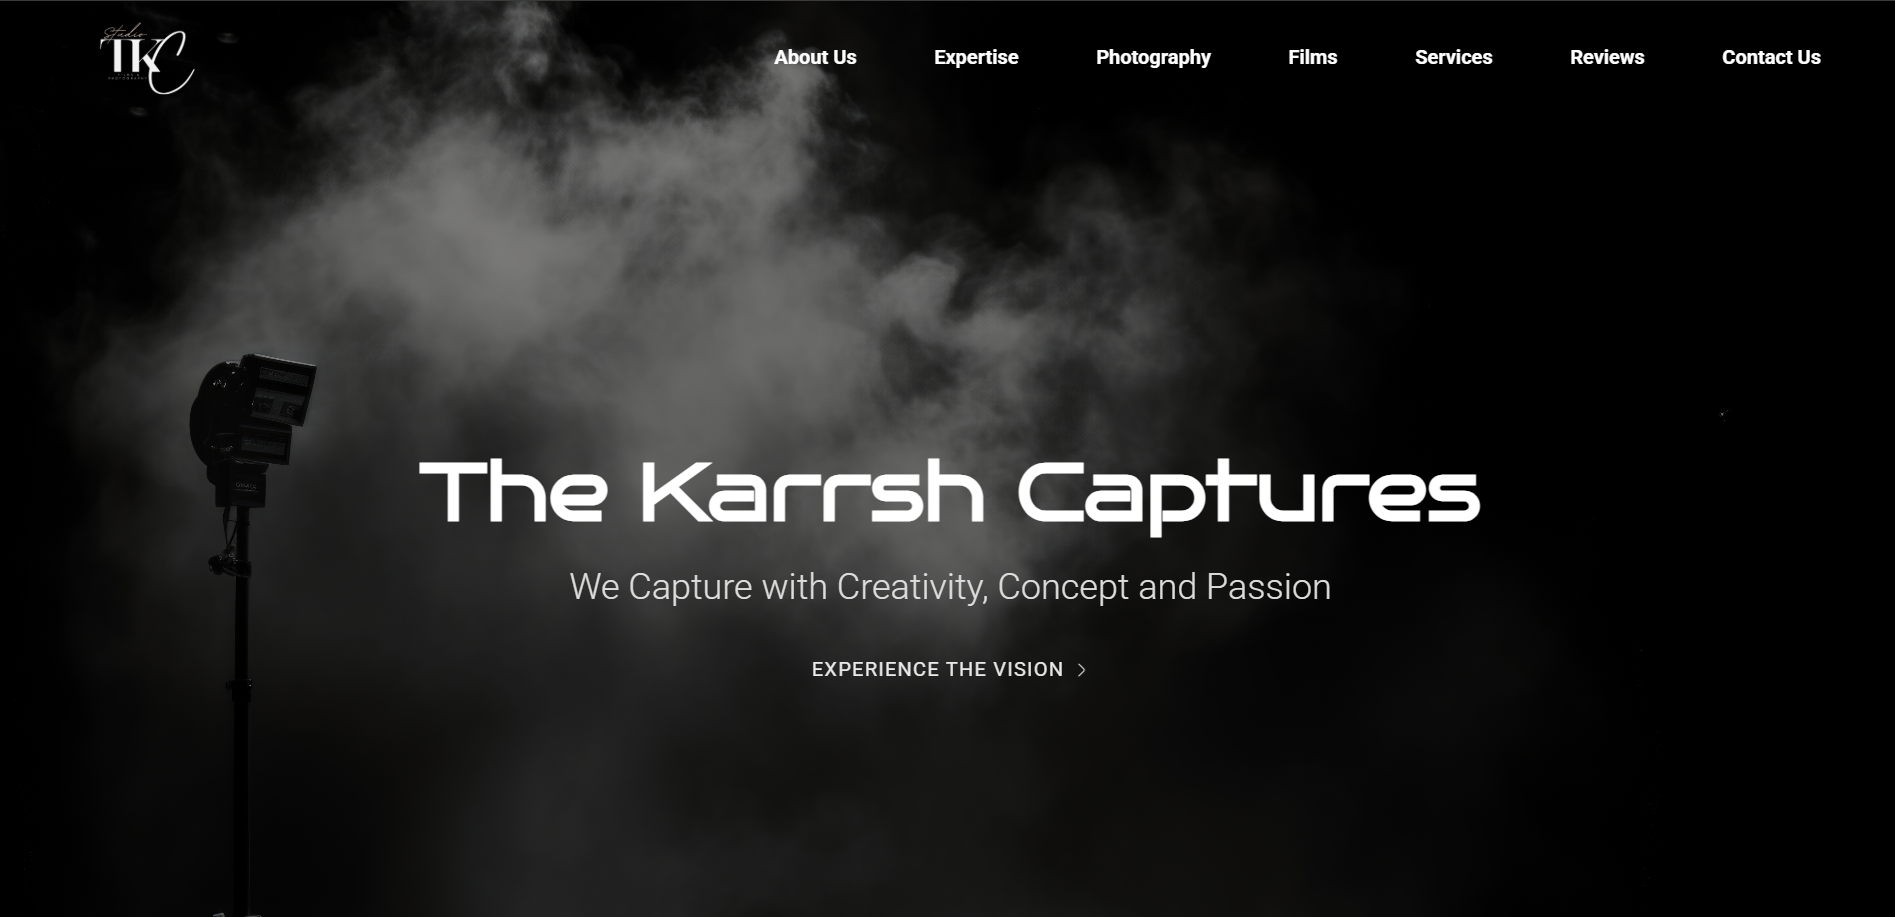 Studio
TKC
About Us
Expertise
Photography
Films
Services
Reviews
Contact Us
The Karrsh Captures
We Capture with Creativity, Concept and Passion
EXPERIENCE THE VISION